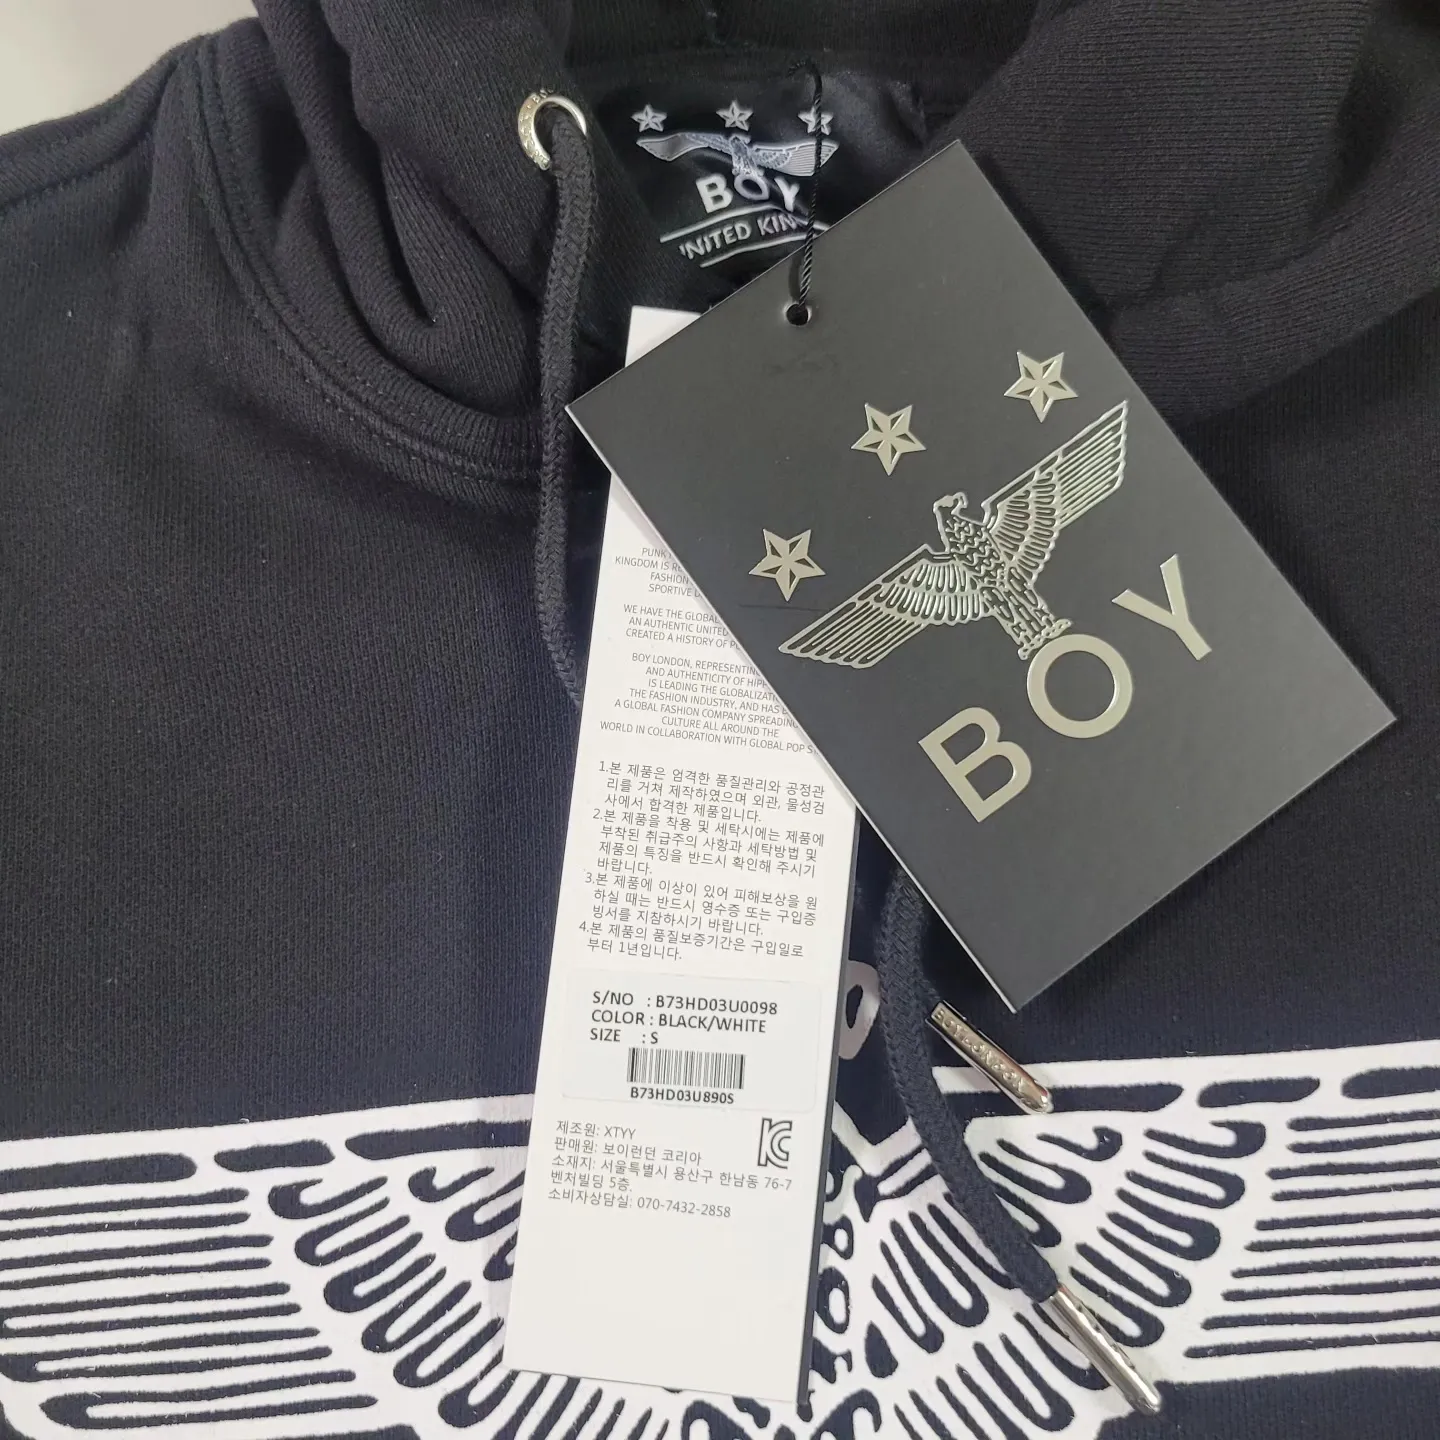 BOY
UNITED KIN
BOY
PUNK
KINGDOM IS
FASHION
SPORTIVE
WE HAVE THE GLOBAL
AN AUTHENTIC UNITED
CREATED A HISTORY OF
BOY LONDON, REPRESENTING
AND AUTHENTICITY OF
IS LEADING THE
THE FASHION INDUSTRY, AND HAS
A GLOBAL FASHION COMPANY SPREADING
CULTURE ALL AROUND THE
WORLD IN COLLABORATION WITH GLOBAL POP
1.본 제품은 엄격한 품질관리와 공정관
리를 거쳐 제작하였으며 외관, 물성검
사에서 합격한 제품입니다.
2.본 제품을 착용 및 세탁시에는 제품에
부착된 취급주의 사항과 세탁방법 및
제품의 특징을 반드시 확인해 주시기
바랍니다.
3.본 제품에 이상이 있어 피해보상을 원
하실 때는 반드시 영수증 또는 구입증
빙서를 지참하시기 바랍니다.
4.본 제품의 품질보증기간은 구입일로
부터 1년입니다.
S/NO : B73HD03U0098
COLOR : BLACK/WHITE
SIZE : S
B73HD03U890S
제조원: XTYY
판매원: 보이런던 코리아
소재지: 서울특별시 용산구 한남동 76-7
벤처빌딩 5층,
소비자상담실: 070-7432-2858
KC
BOY LONDON